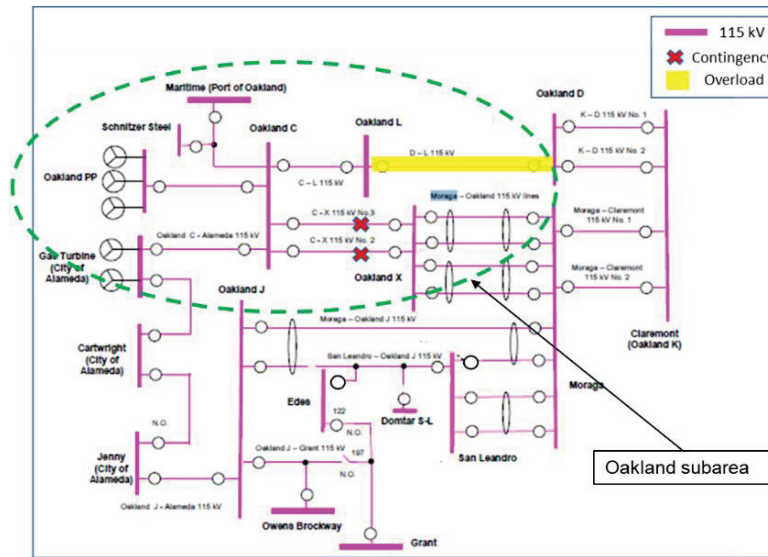 115 kV
Contingency
Overload
Maritime (Port of Oakland)
Oakland D
Schnitzer Steel
Oakland C
Oakland L
K – D 115 kV No. 1
D – L 115 kV
K – D 115 kV No. 2
Oakland PP
C – L 115 kV
Moraga – Oakland 115 kV lines
C - X 115 kV No.3
Moraga – Claremont
115 kV No. 1
Oakland C - Alameda 115 kV
C - X 115 kV No. 2
Gas Turbine
(City of
Alameda)
Oakland X
Moraga – Claremont
115 kV No. 2
Oakland J
Moraga – Oakland J 115 kV
Claremont
(Oakland K)
Cartwright
(City of
Alameda)
San Leandro – Oakland J 115 kV
Moraga
Edes
122
N.O.
Domtar S-L
N.O.
San Leandro
Oakland subarea
Jenny
(City of
Alameda)
Oakland J – Grant 115 kV
197
N.O.
Oakland J - Alameda 115 kV
Owens Brockway
Grant